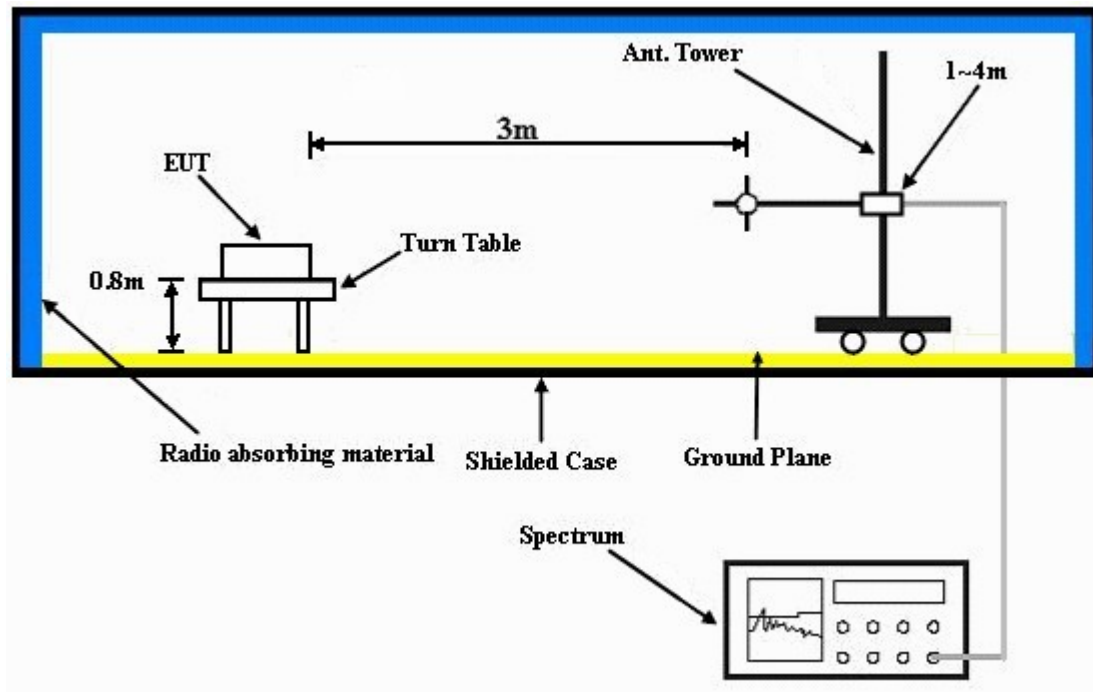 Ant. Tower
1~4m
3m
EUT
Turn Table
0.8m
Radio absorbing material
Shielded Case
Ground Plane
Spectrum